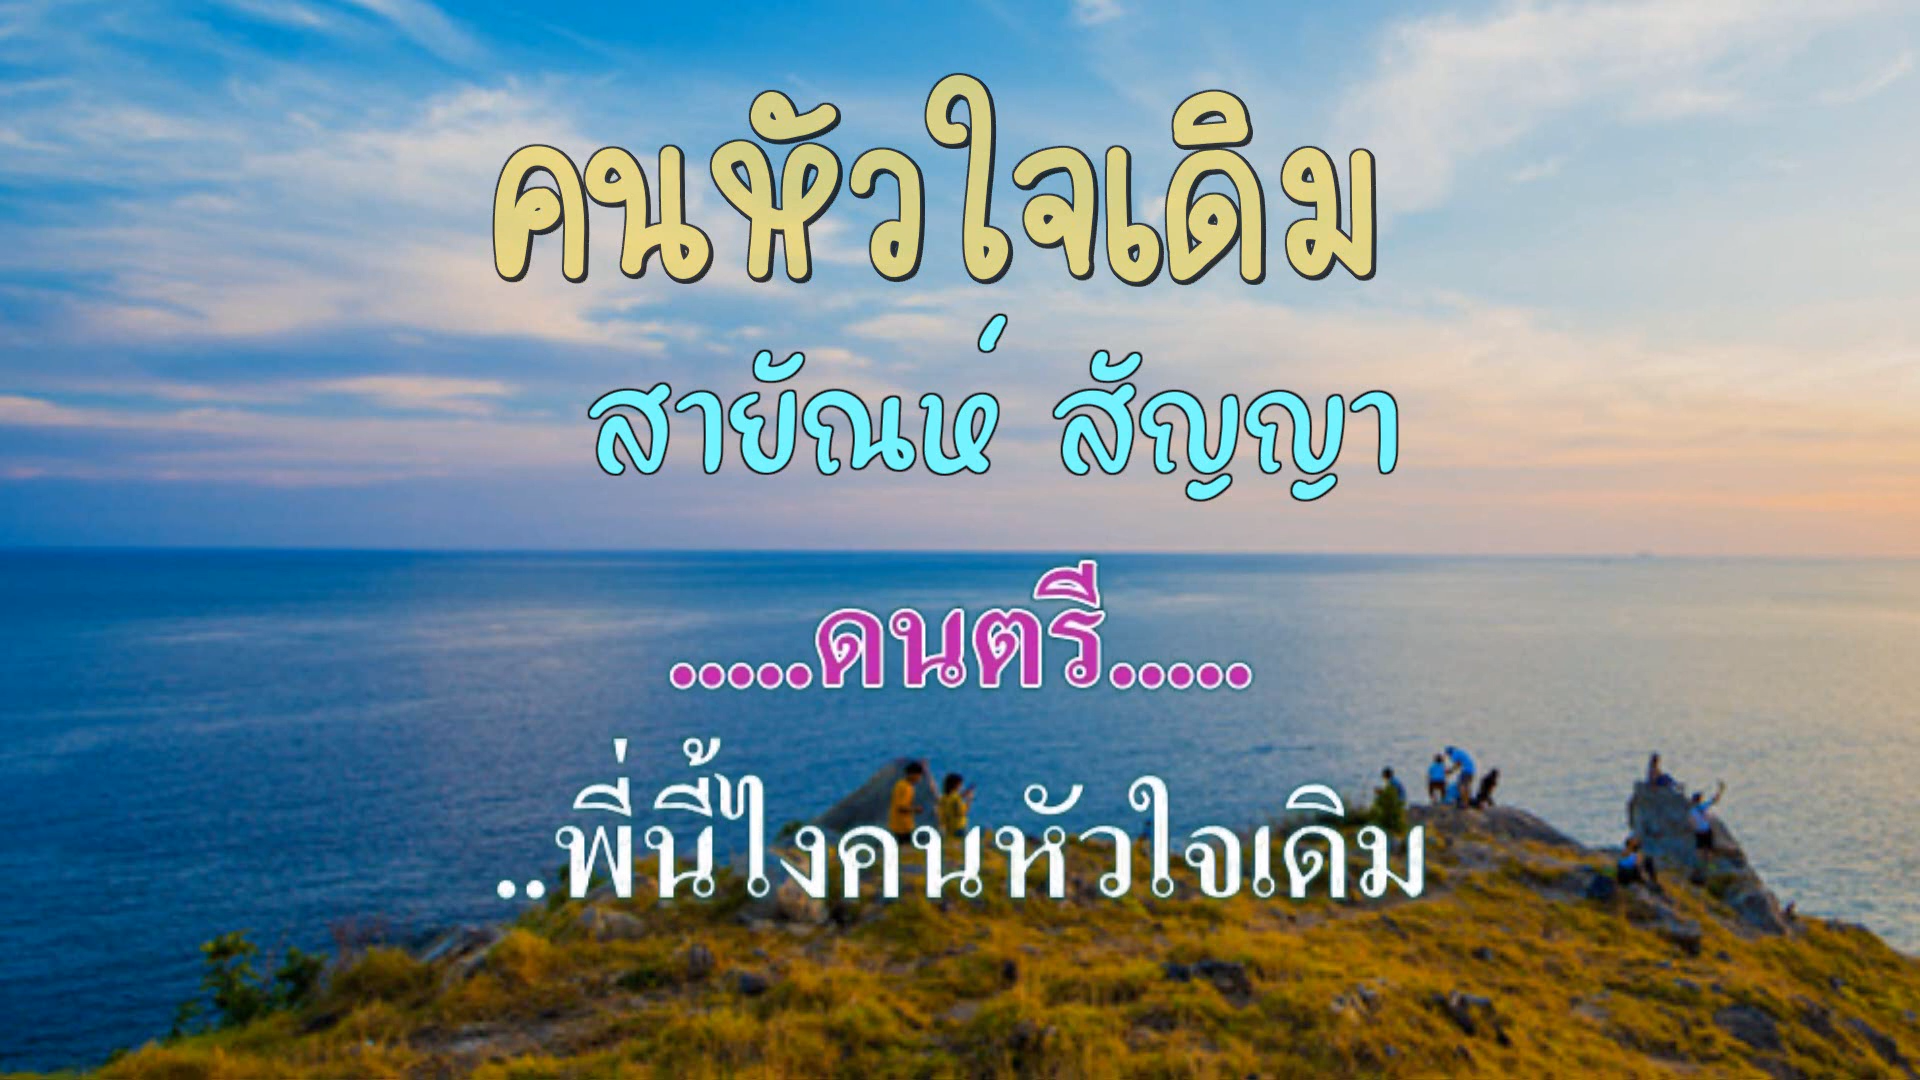 คนหัวใจเดิม
สายัณห์ สัญญา
.....ดนตรี.....
..พี่นี้ไงคนหัวใจเดิม